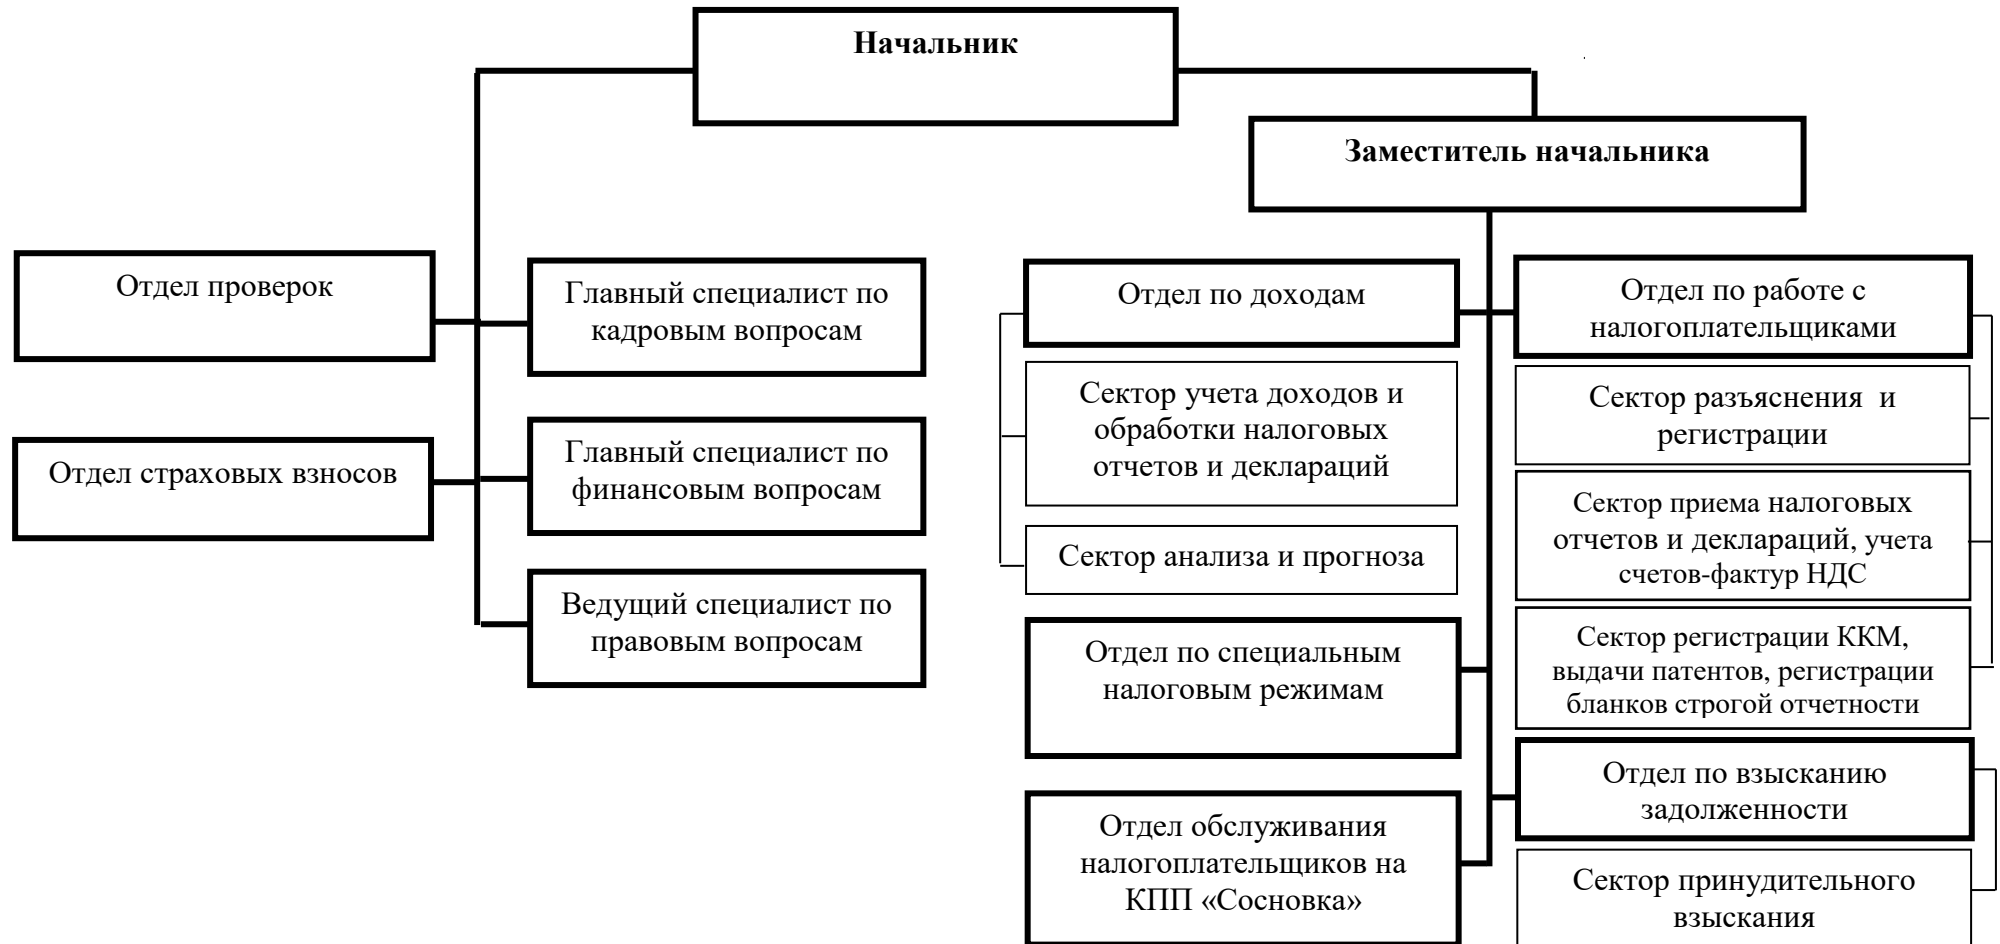 Начальник
Заместитель начальника
Отдел проверок
Главный специалист по
кадровым вопросам
Отдел страховых взносов
Главный специалист по
финансовым вопросам
Ведущий специалист по
правовым вопросам
Отдел по доходам
Сектор учета доходов и
обработки налоговых
отчетов и деклараций
Сектор анализа и прогноза
Отдел по специальным
налоговым режимам
Отдел обслуживания
налогоплательщиков на
КПП «Сосновка»
Отдел по работе с
налогоплательщиками
Сектор разъяснения и
регистрации
Сектор приема налоговых
отчетов и деклараций, учета
счетов-фактур НДС
Сектор регистрации ККМ,
выдачи патентов, регистрации
бланков строгой отчетности
Отдел по взысканию
задолженности
Сектор принудительного
взыскания